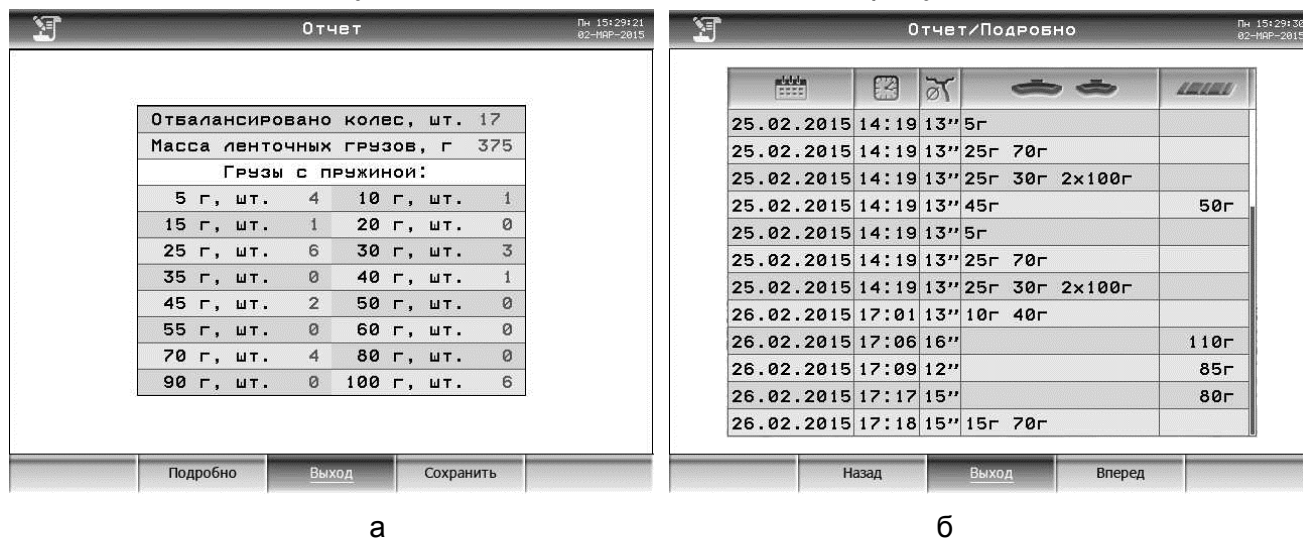 Отчет
Пн 15:29:21
02-МАР-2015
Отбалансировано колес, шт. 17
Масса ленточных грузов, г 375
Грузы с пружиной:
5 г, шт. 4 10 г, шт. 1
15 г, шт. 1 20 г, шт. 0
25 г, шт. 6 30 г, шт. 3
35 г, шт. 0 40 г, шт. 1
45 г, шт. 2 50 г, шт. 0
55 г, шт. 0 60 г, шт. 0
70 г, шт. 4 80 г, шт. 0
90 г, шт. 0 100 г, шт. 6
Подробно Выход Сохранить
а
Отчет/Подробно
Пн 15:29:30
02-МАР-2015
25.02.2015 14:19 13" 5г
25.02.2015 14:19 13" 25г 70г
25.02.2015 14:19 13" 25г 30г 2x100г
25.02.2015 14:19 13" 45г 50г
25.02.2015 14:19 13" 5г
25.02.2015 14:19 13" 25г 70г
25.02.2015 14:19 13" 25г 30г 2x100г
26.02.2015 17:01 13" 10г 40г
26.02.2015 17:06 16" 110г
26.02.2015 17:09 12" 85г
26.02.2015 17:17 15" 80г
26.02.2015 17:18 15" 15г 70г
Назад Выход Вперед
б